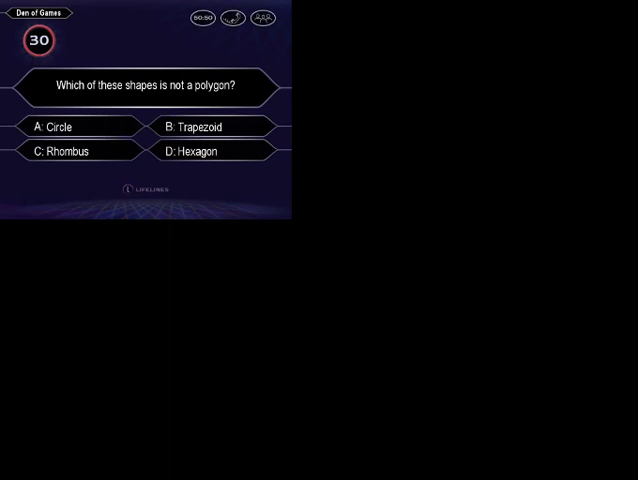 Den of Games
50:50
30
Which of these shapes is not a polygon?
A: Circle
B: Trapezoid
C: Rhombus
D: Hexagon
LIFELINES